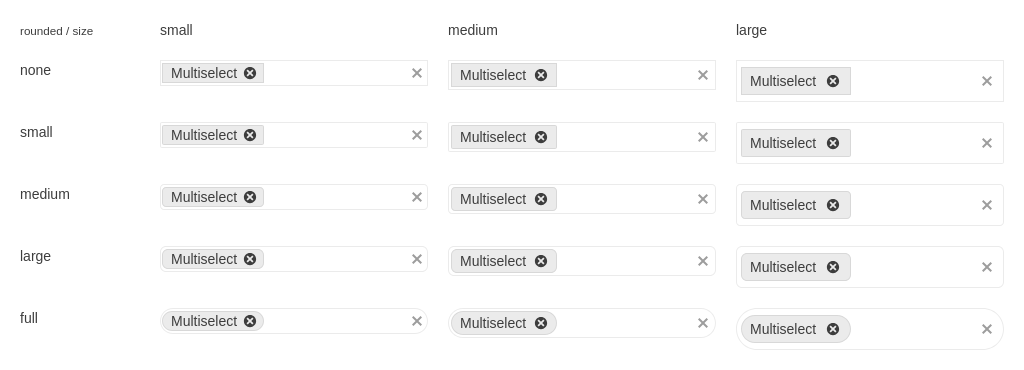 rounded / size small medium large
none Multiselect Multiselect Multiselect
small Multiselect Multiselect Multiselect
medium Multiselect Multiselect Multiselect
large Multiselect Multiselect Multiselect
full Multiselect Multiselect Multiselect